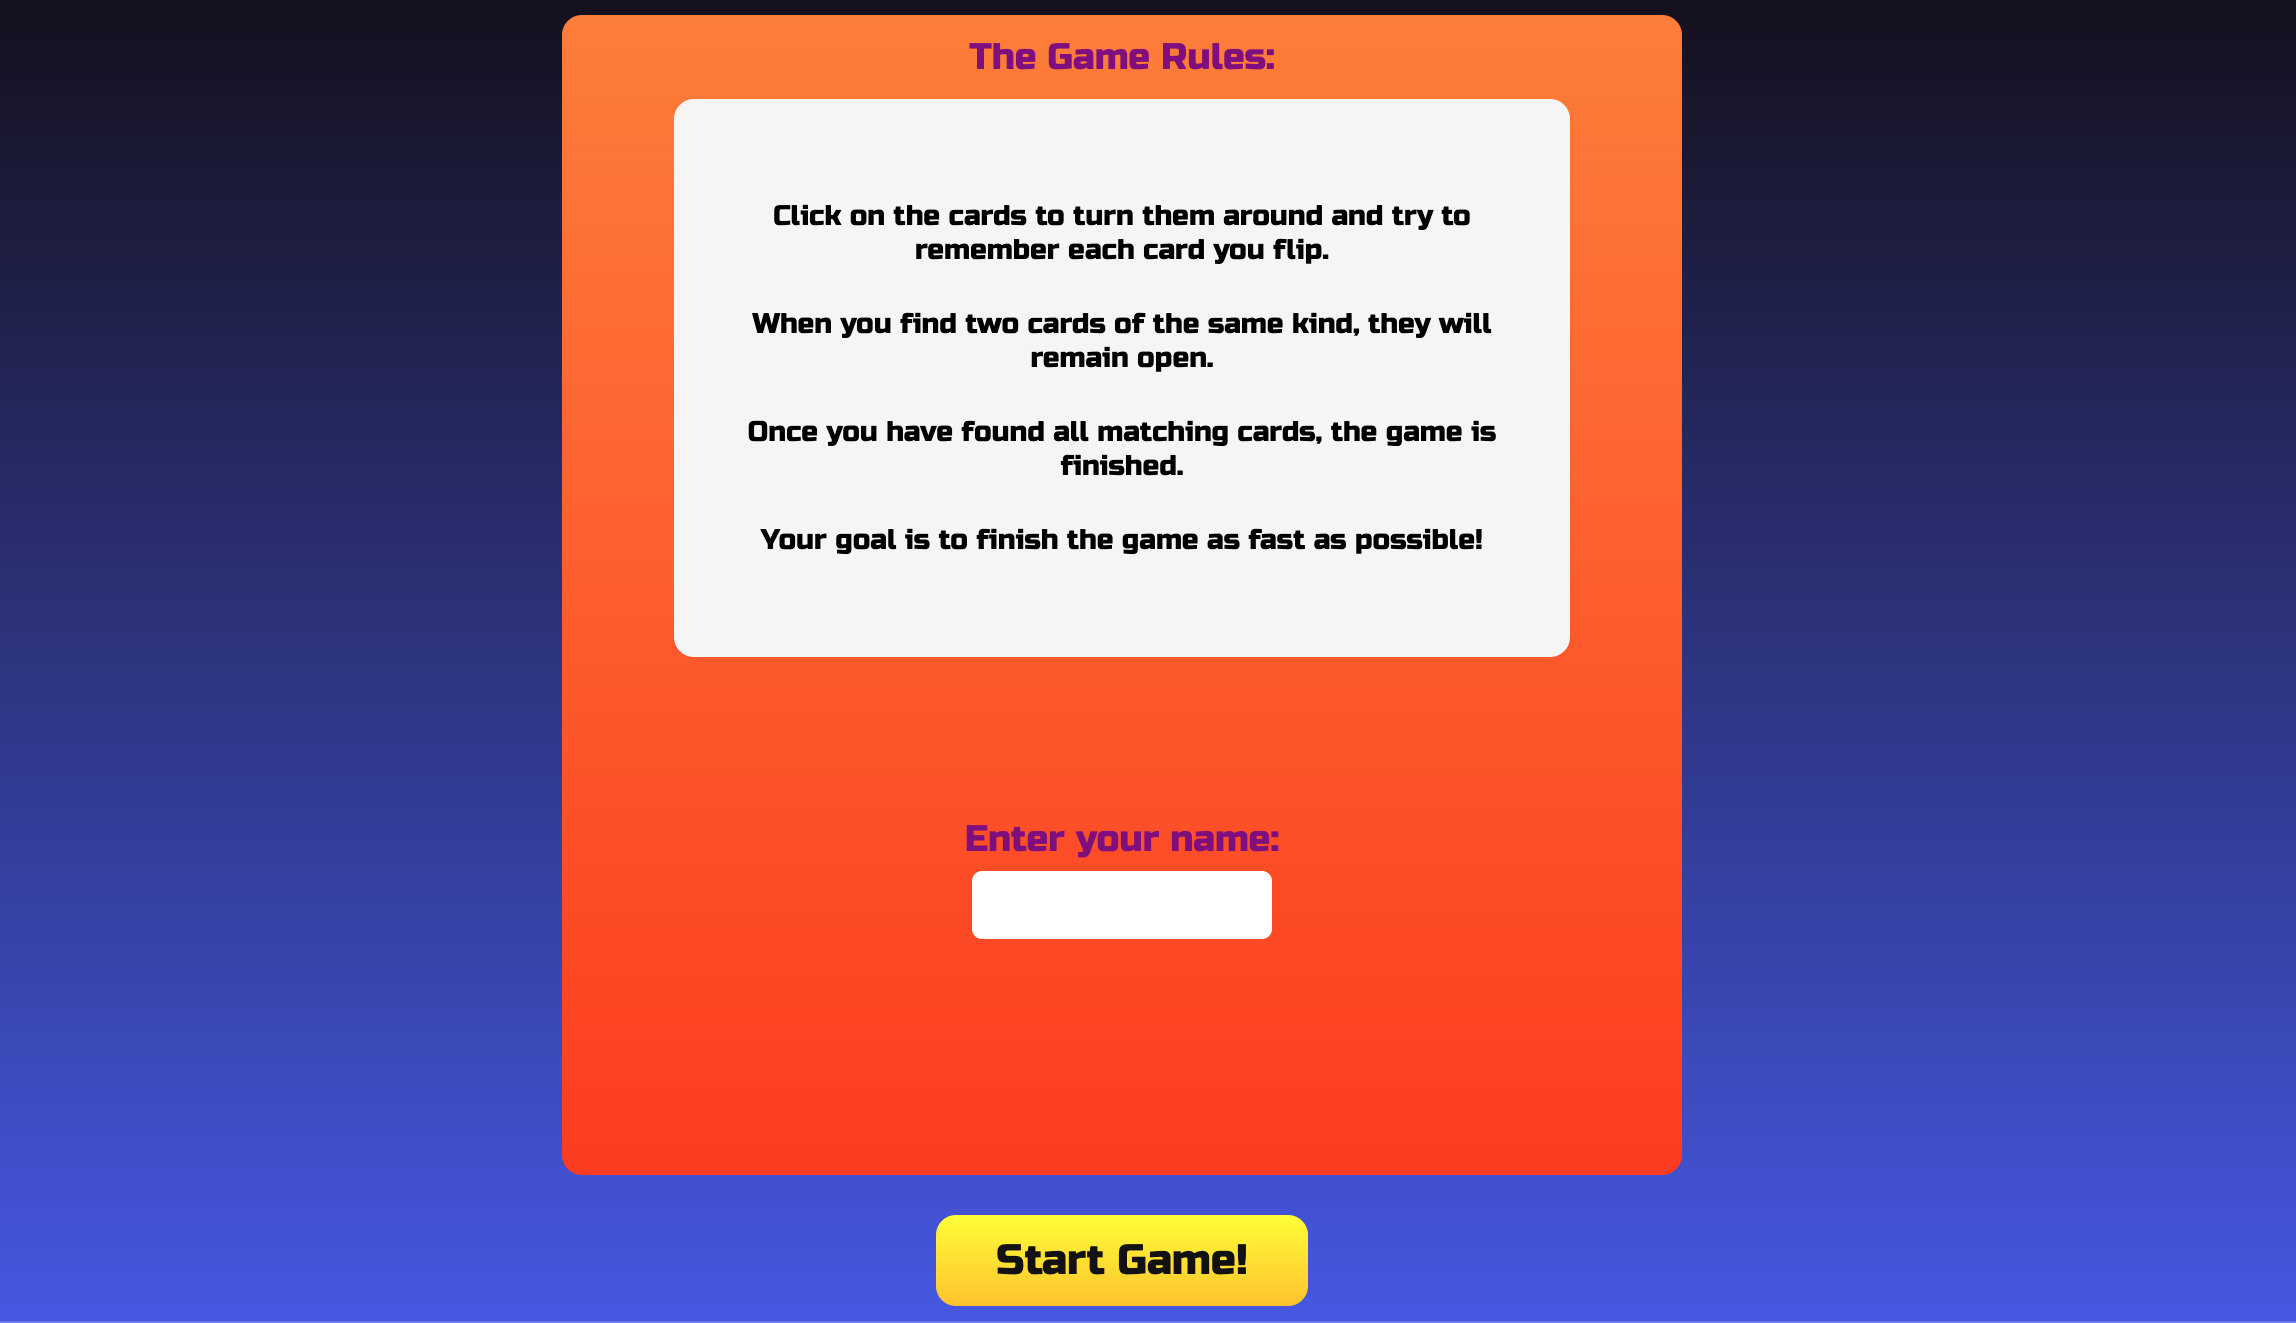 The Game Rules:
Click on the cards to turn them around and try to
remember each card you flip.
When you find two cards of the same kind, they will
remain open.
Once you have found all matching cards, the game is
finished.
Your goal is to finish the game as fast as possible!
Enter your name:
Start Game!